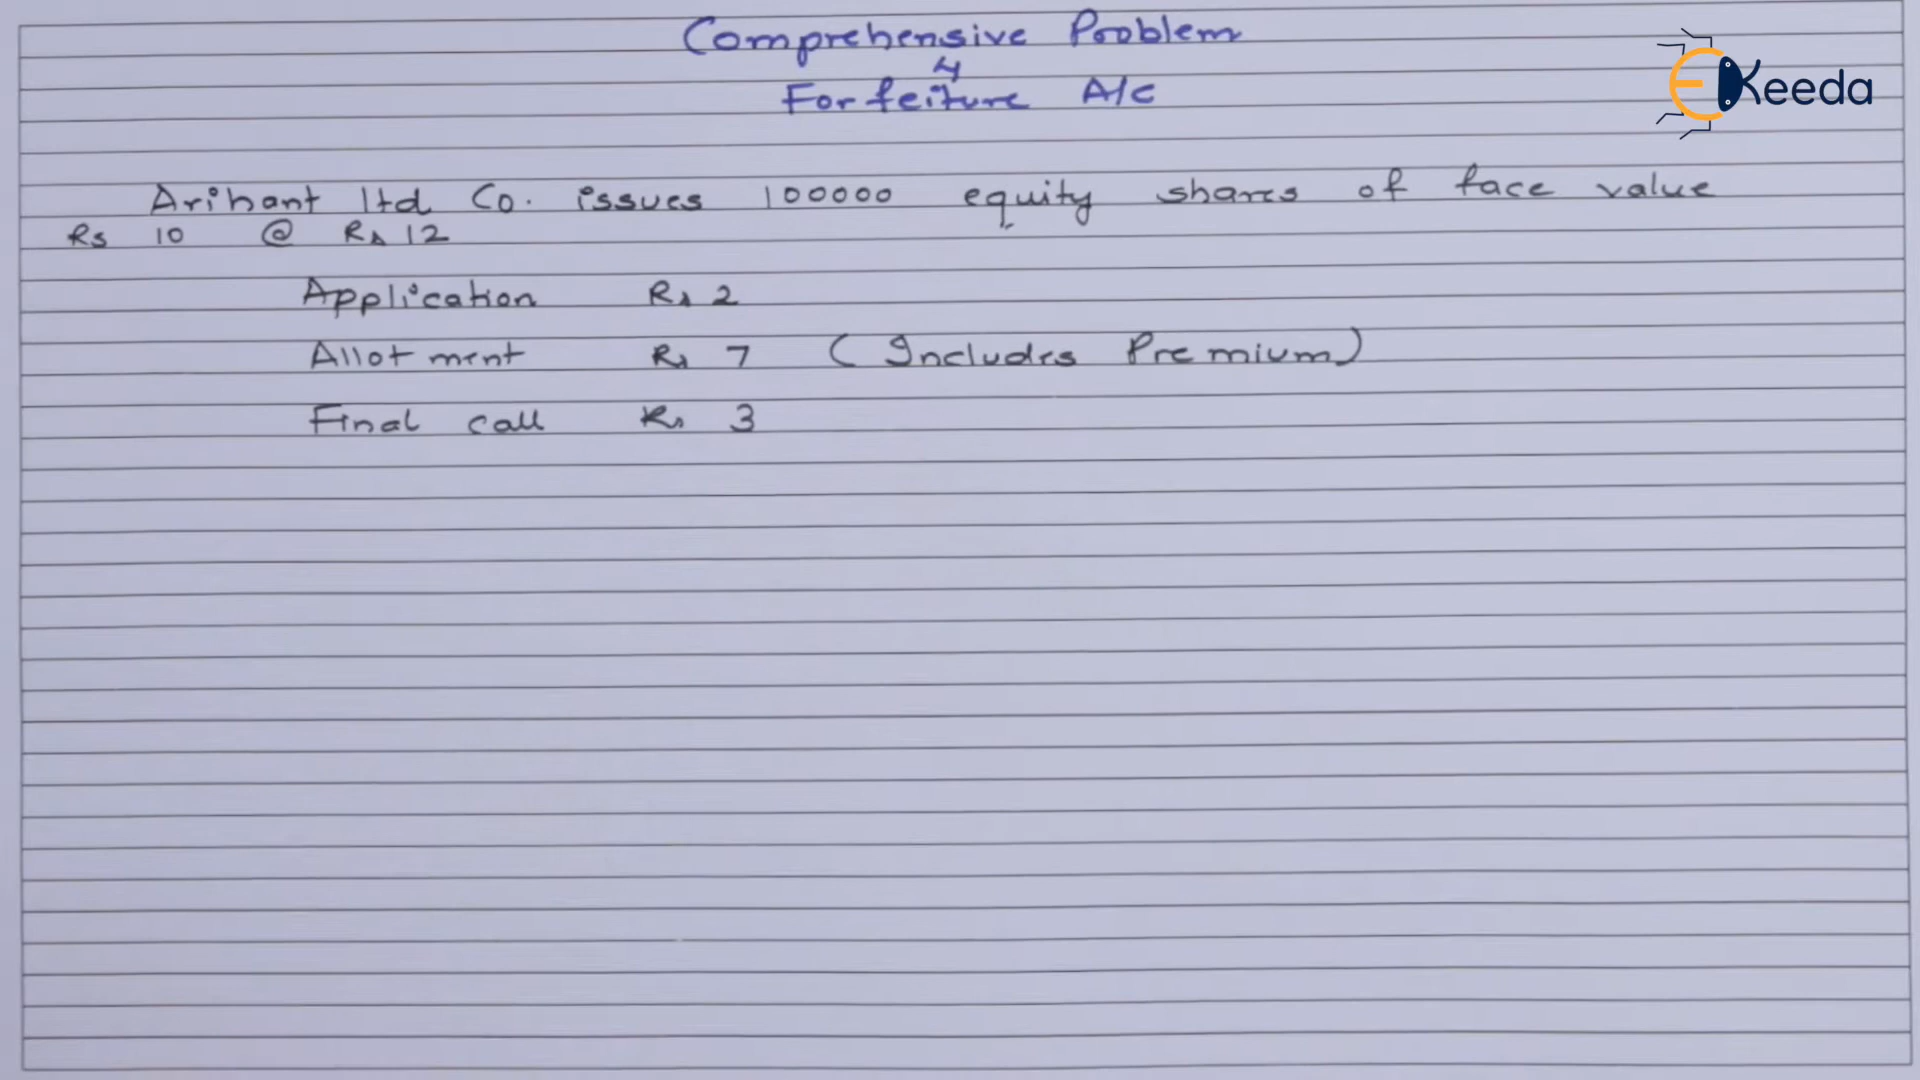 Comprehensive Problem
4
Forfeiture A/c
EKeeda
Arihant ltd Co. issues 100000 equity shares of face value
Rs 10 @ Rs 12
Application Rs 2
Allotment Rs 7 (Includes Premium)
Final call Rs 3